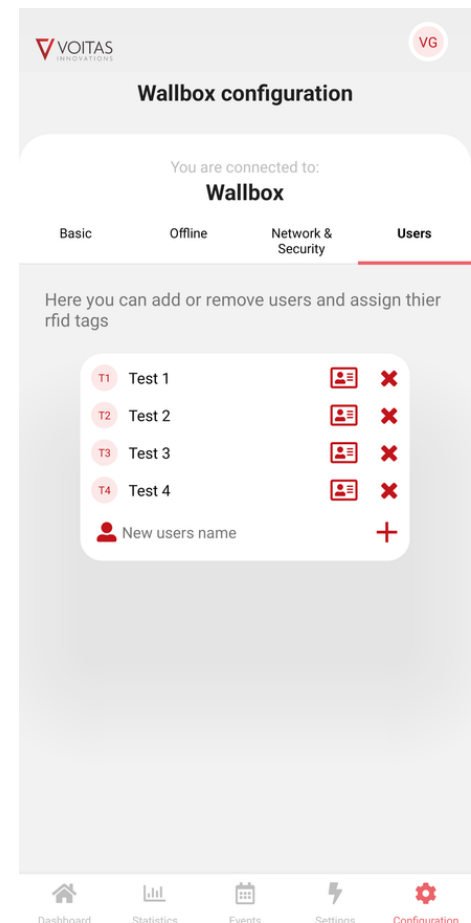 VOITAS
INNOVATIONS
VG
Wallbox configuration
You are connected to:
Wallbox
Basic
Offline
Network &
Security
Users
Here you can add or remove users and assign thier
rfid tags
T1 Test 1
T2 Test 2
T3 Test 3
T4 Test 4
New users name
Dashboard
Statistics
Events
Settings
Configuration